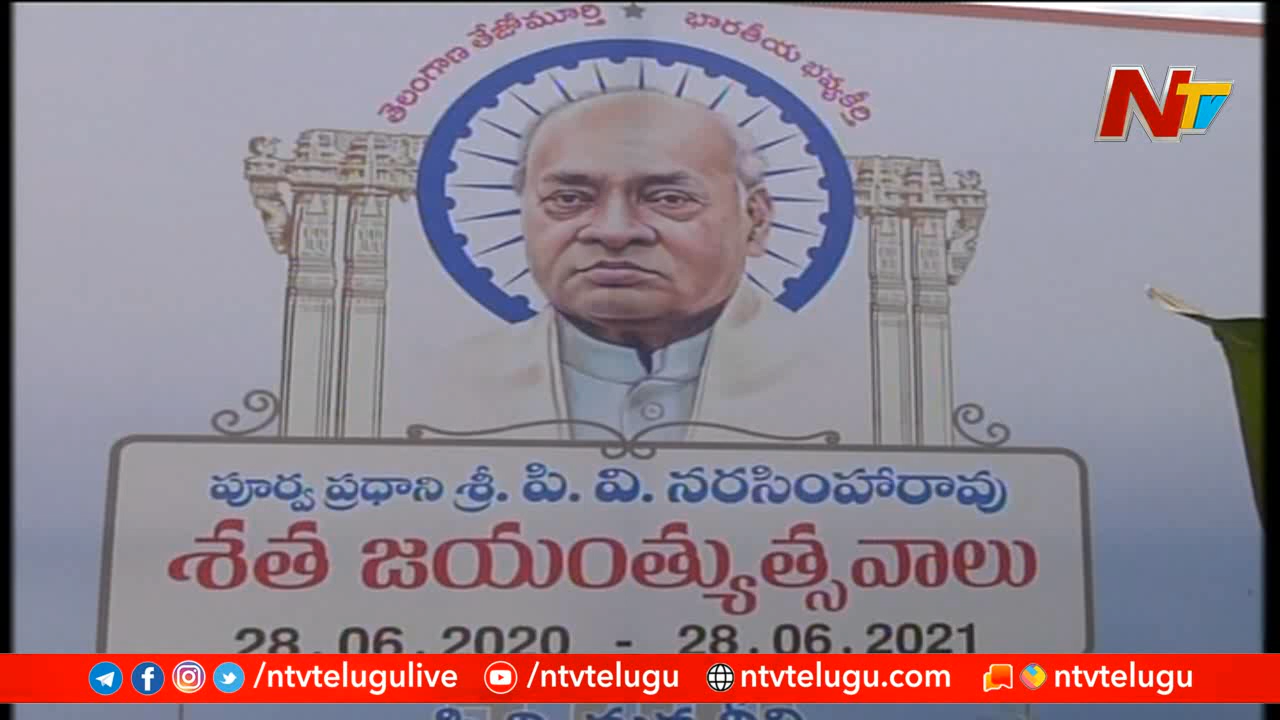 తెలంగాణ తేజోమూర్తి ★ భారతీయ భవ్యకీర్తి
NTV
పూర్వ ప్రధాని శ్రీ. పి. వి. నరసింహారావు
శత జయంత్యుత్సవాలు
28.06.2020 - 28.06.2021
/ntvtelugulive /ntvtelugu ntvtelugu.com ntvtelugu